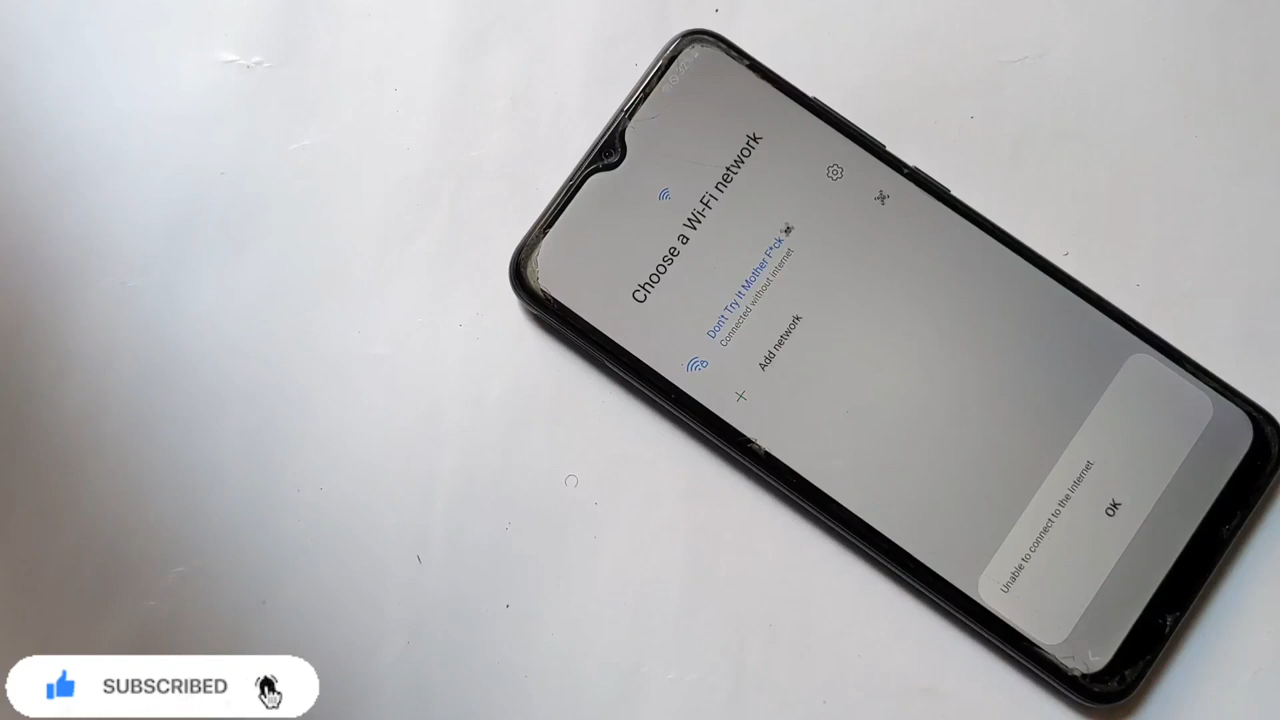 Choose a Wi-Fi network
Don't Try It Mother F*ck ☠️
Connected without internet
Add network
Unable to connect to the Internet.
OK
SUBSCRIBED